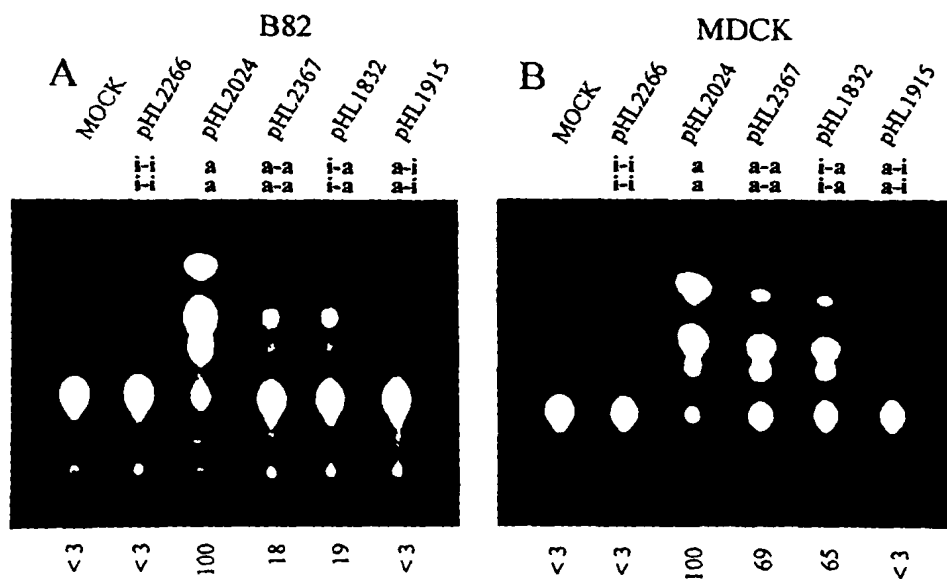 B82
A
MOCK
pHL2266
pHL2024
pHL2367
pHL1832
pHL1915
a a-a
a a-a
< 3 < 3 100 18 19 < 3
MDCK
B
MOCK
pHL2266
pHL2024
pHL2367
pHL1832
pHL1915
a a-a
a a-a
< 3 < 3 100 69 65 < 3